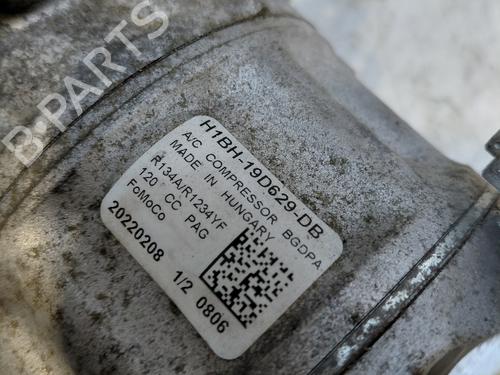 B-PARTS
H1BH-19D629-DB
A/C COMPRESSOR BGDPA
MADE IN HUNGARY
R134A/R1234YF
120 CC PAG
FoMoCo
20220208 1/2 0806